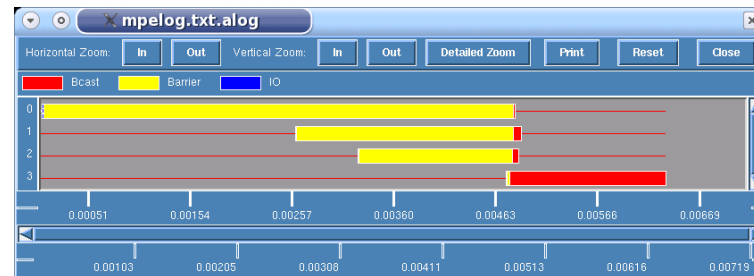 mpelog.txt.alog
Horizontal Zoom: In Out Vertical Zoom: In Out Detailed Zoom Print Reset Close
Bcast Barrier IO
0
1
2
3
0.00051 0.00154 0.00257 0.00360 0.00463 0.00566 0.00669
0.00103 0.00205 0.00308 0.00411 0.00513 0.00616 0.00719